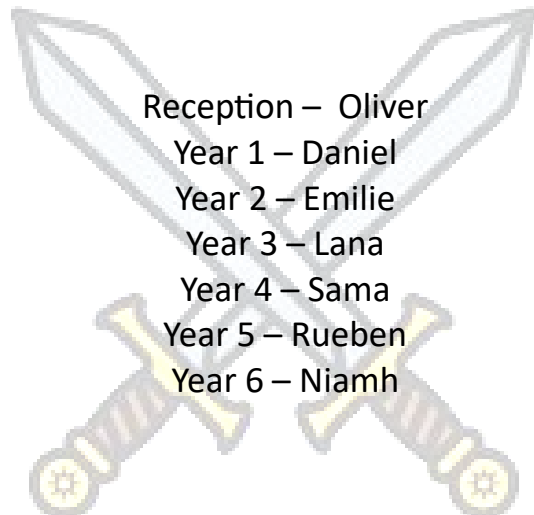 Reception – Oliver
Year 1 – Daniel
Year 2 – Emilie
Year 3 – Lana
Year 4 – Sama
Year 5 – Rueben
Year 6 – Niamh